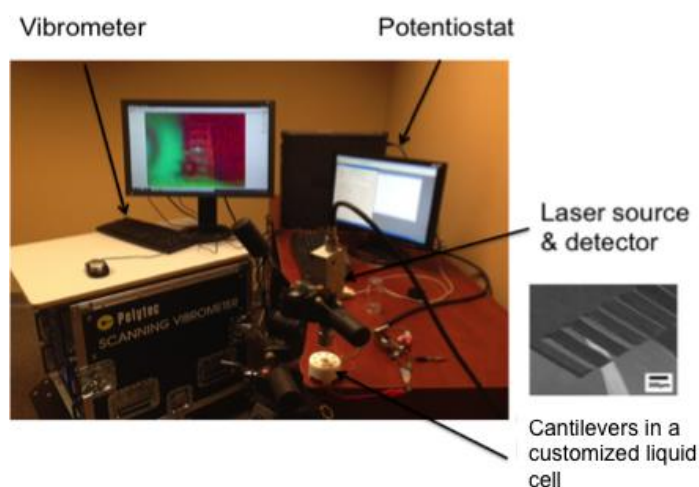 Vibrometer
Potentiostat
Laser source
& detector
Polytec
SCANNING VIBROMETER
Cantilevers in a
customized liquid
cell